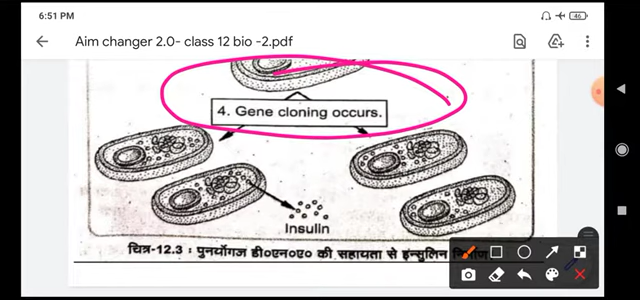 6:51 PM
46
Aim changer 2.0- class 12 bio -2.pdf
4. Gene cloning occurs.
Insulin
चित्र-12.3 : पुनर्योगज डी०एन०ए० की सहायता से इन्सुलिन